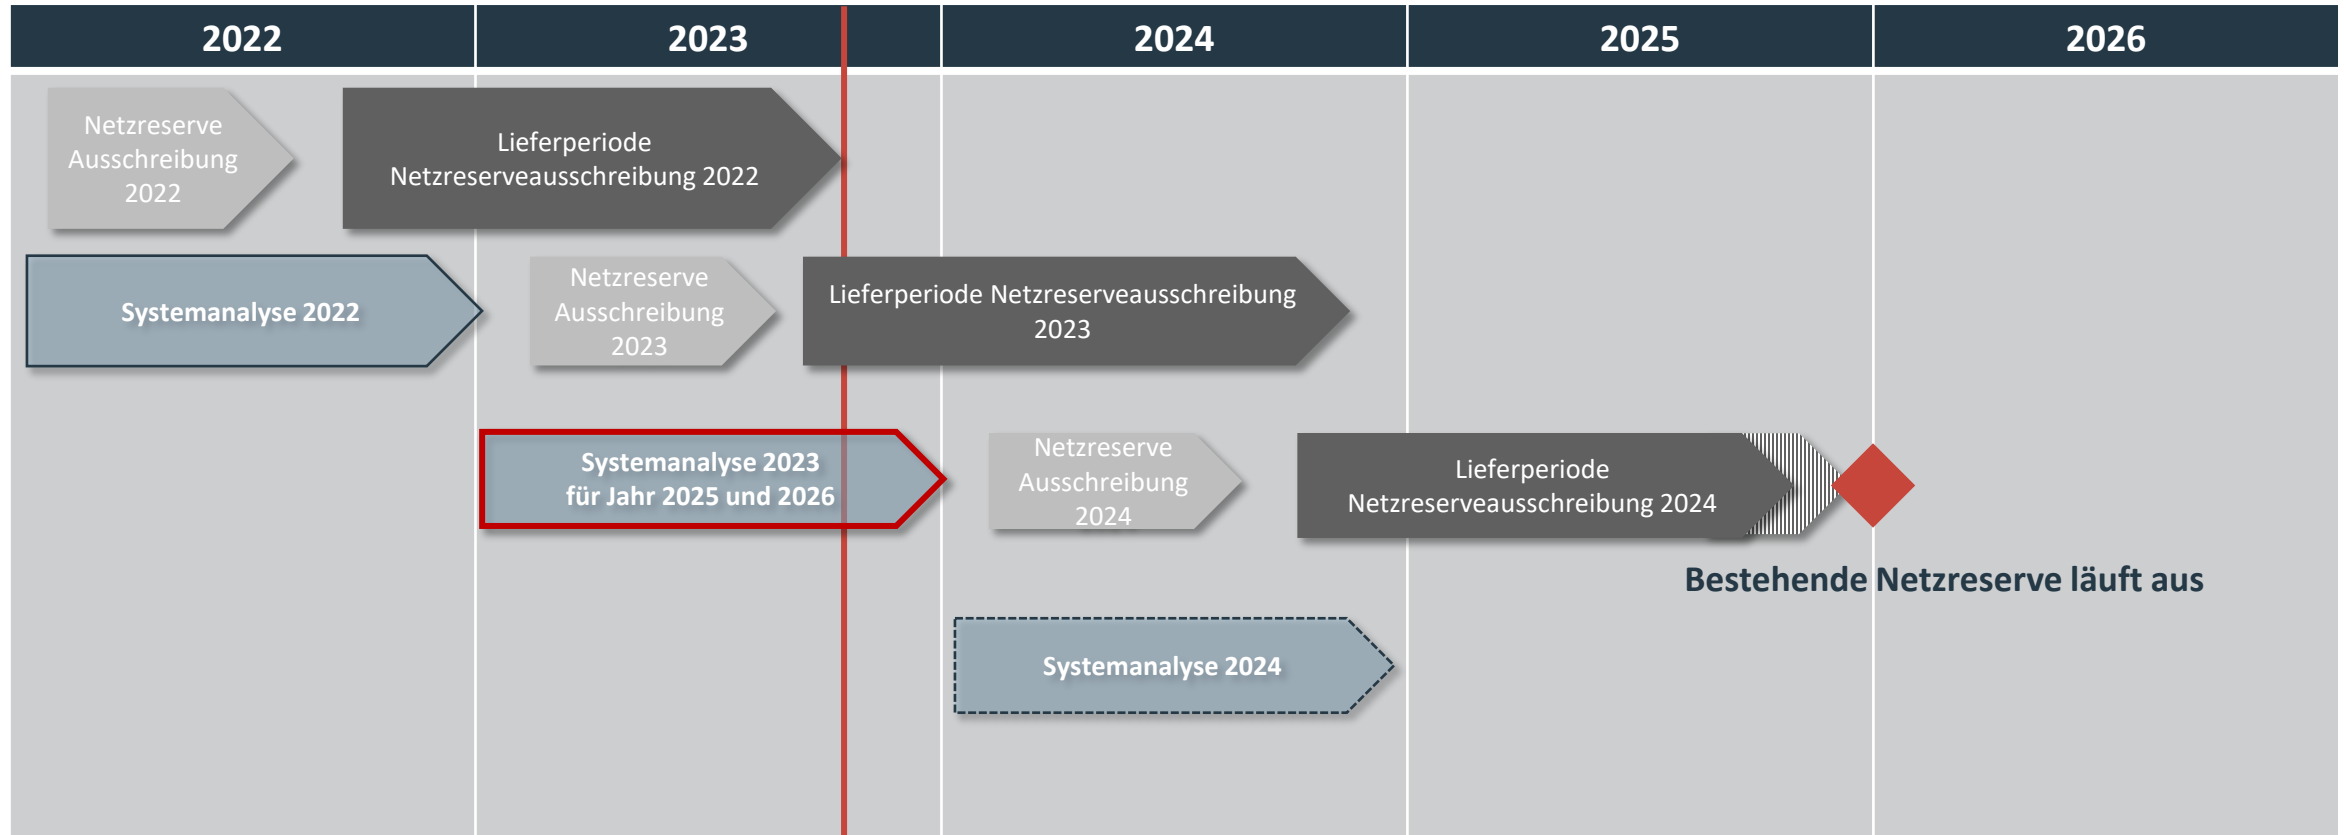 2022
2023
2024
2025
2026
Netzreserve
Ausschreibung
2022
Lieferperiode
Netzreserveausschreibung 2022
Systemanalyse 2022
Netzreserve
Ausschreibung
2023
Lieferperiode Netzreserveausschreibung
2023
Systemanalyse 2023
für Jahr 2025 und 2026
Netzreserve
Ausschreibung
2024
Lieferperiode
Netzreserveausschreibung 2024
Bestehende Netzreserve läuft aus
Systemanalyse 2024